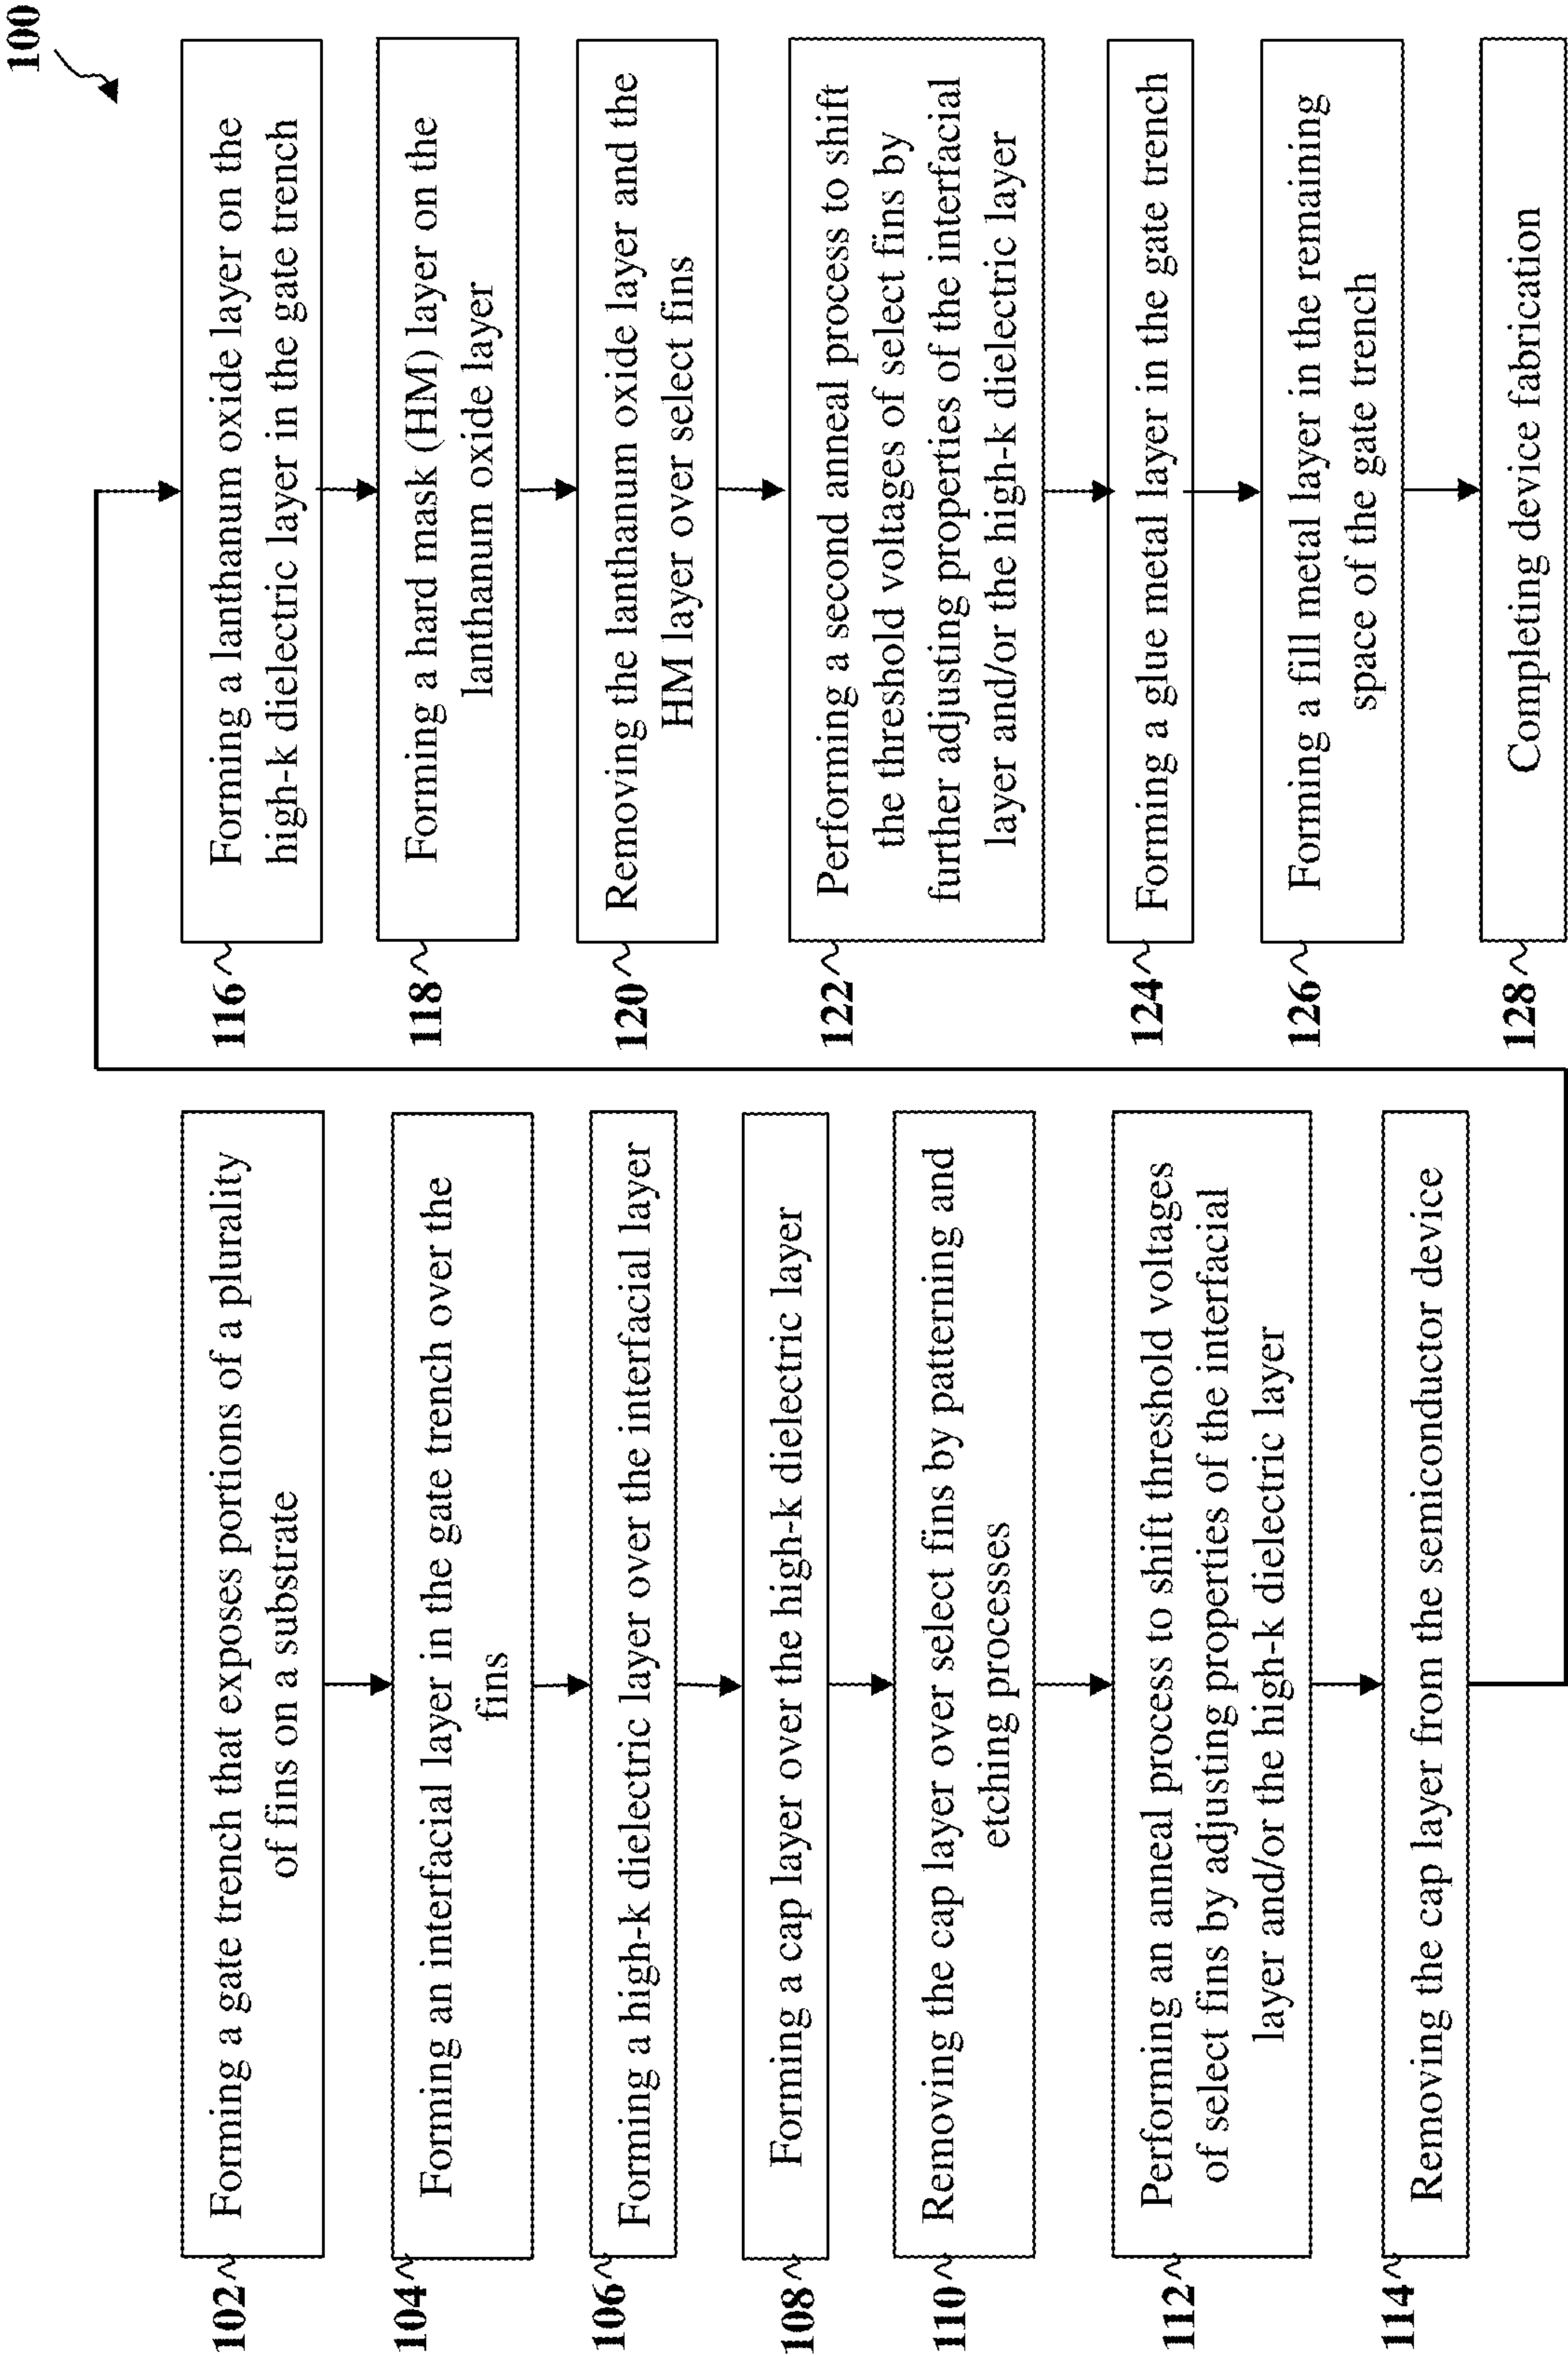 100
102
Forming a gate trench that exposes portions of a plurality
of fins on a substrate
104
Forming an interfacial layer in the gate trench over the
fins
106
Forming a high-k dielectric layer over the interfacial layer
108
Forming a cap layer over the high-k dielectric layer
110
Removing the cap layer over select fins by patterning and
etching processes
112
Performing an anneal process to shift threshold voltages
of select fins by adjusting properties of the interfacial
layer and/or the high-k dielectric layer
114
Removing the cap layer from the semiconductor device
116
Forming a lanthanum oxide layer on the
high-k dielectric layer in the gate trench
118
Forming a hard mask (HM) layer on the
lanthanum oxide layer
120
Removing the lanthanum oxide layer and the
HM layer over select fins
122
Performing a second anneal process to shift
the threshold voltages of select fins by
further adjusting properties of the interfacial
layer and/or the high-k dielectric layer
124
Forming a glue metal layer in the gate trench
126
Forming a fill metal layer in the remaining
space of the gate trench
128
Completing device fabrication